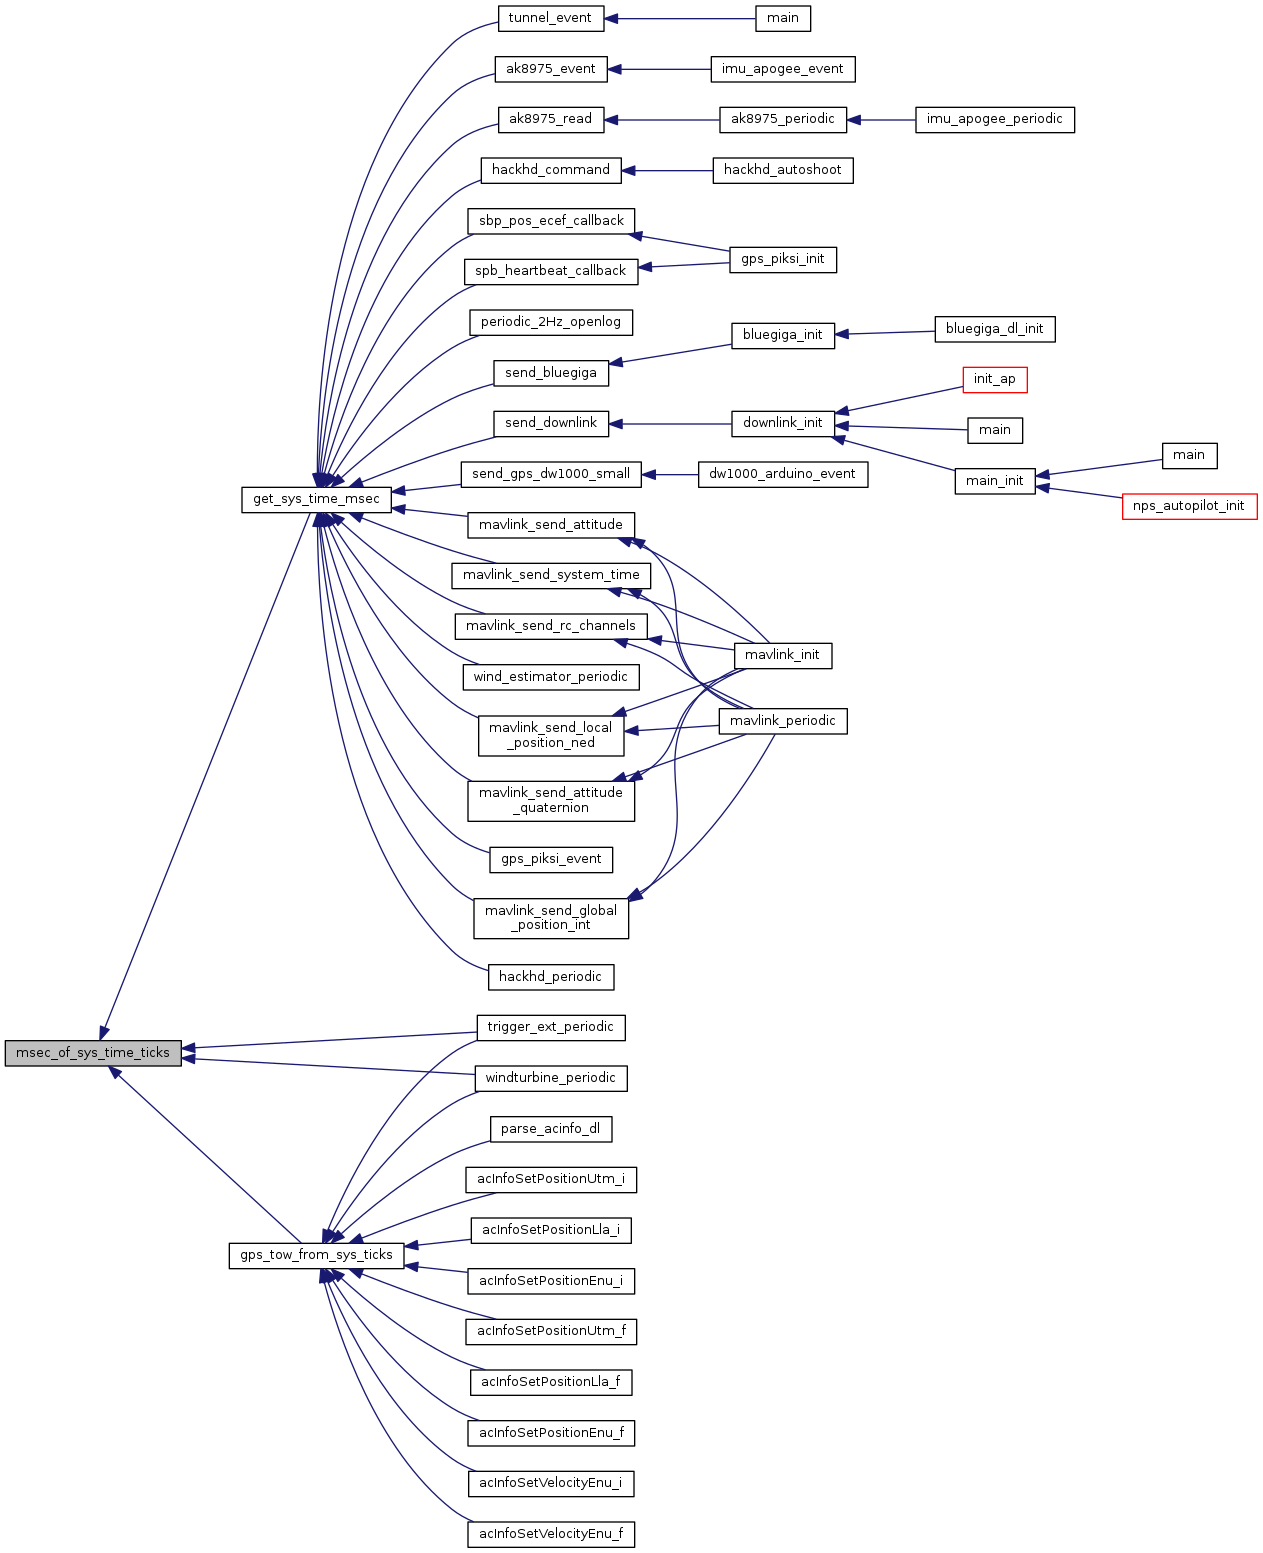 tunnel_event
main
ak8975_event
imu_apogee_event
ak8975_read
ak8975_periodic
imu_apogee_periodic
hackhd_command
hackhd_autoshoot
sbp_pos_ecef_callback
gps_piksi_init
spb_heartbeat_callback
periodic_2Hz_openlog
bluegiga_init
bluegiga_dl_init
send_bluegiga
init_ap
send_downlink
downlink_init
main
main
send_gps_dw1000_small
dw1000_arduino_event
main_init
get_sys_time_msec
nps_autopilot_init
mavlink_send_attitude
mavlink_send_system_time
mavlink_send_rc_channels
mavlink_init
wind_estimator_periodic
mavlink_periodic
mavlink_send_local
_position_ned
mavlink_send_attitude
_quaternion
gps_piksi_event
mavlink_send_global
_position_int
hackhd_periodic
trigger_ext_periodic
msec_of_sys_time_ticks
windturbine_periodic
parse_acinfo_dl
acInfoSetPositionUtm_i
acInfoSetPositionLla_i
gps_tow_from_sys_ticks
acInfoSetPositionEnu_i
acInfoSetPositionUtm_f
acInfoSetPositionLla_f
acInfoSetPositionEnu_f
acInfoSetVelocityEnu_i
acInfoSetVelocityEnu_f